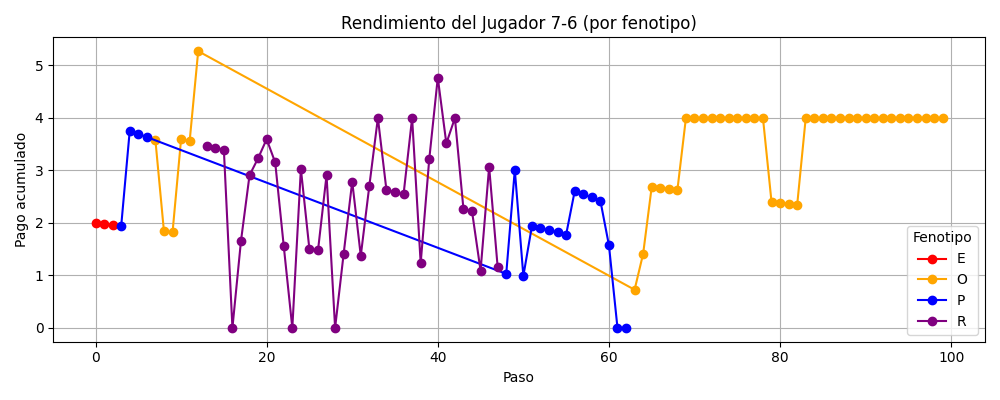 Rendimiento del Jugador 7-6 (por fenotipo)
Pago acumulado
5
4
3
2
1
0
0
20
40
60
80
100
Paso
Fenotipo
E
O
P
R